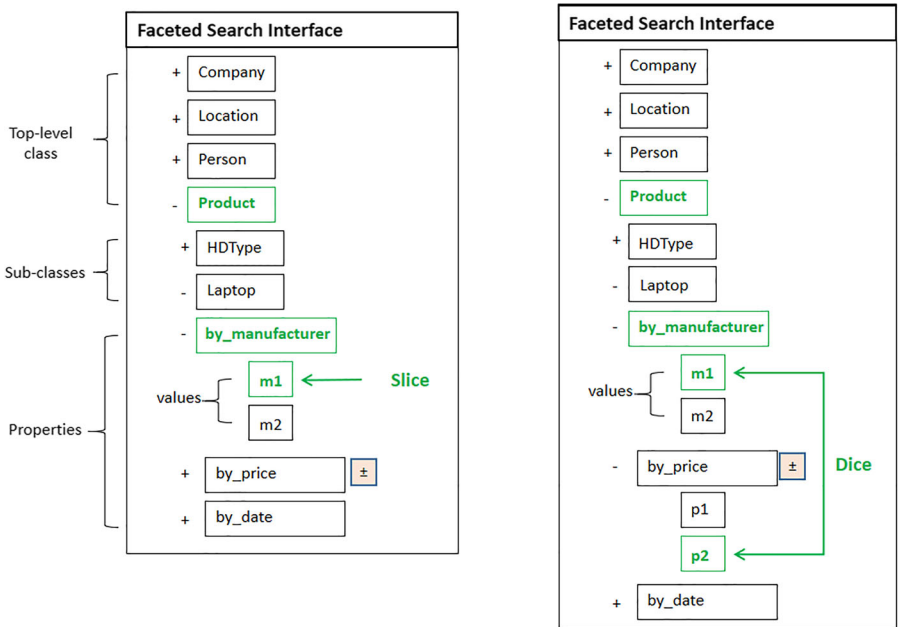 Faceted Search Interface
+ Company
+ Location
+ Person
- Product
+ HDType
- Laptop
- by_manufacturer
m1
Slice
values
m2
+ by_price ±
+ by_date
Top-level
class
Sub-classes
Properties
Faceted Search Interface
+ Company
+ Location
+ Person
- Product
+ HDType
- Laptop
- by_manufacturer
m1
values
m2
- by_price ±
Dice
p1
p2
+ by_date